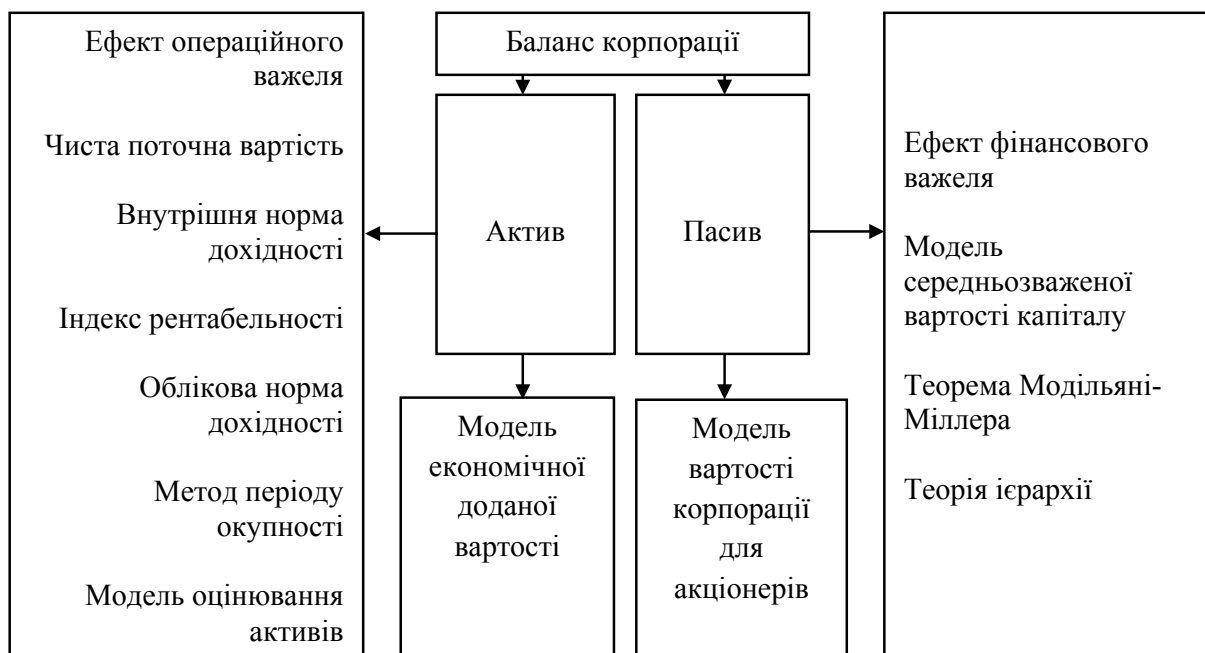 Ефект операційного
важеля
Чиста поточна вартість
Внутрішня норма
дохідності
Індекс рентабельності
Облікова норма
дохідності
Метод періоду
окупності
Модель оцінювання
активів
Баланс корпорації
Актив
Пасив
Модель
економічної
доданої
вартості
Модель
вартості
корпорації
для
акціонерів
Ефект фінансового
важеля
Модель
середньозваженої
вартості капіталу
Теорема Модільяні-
Міллера
Теорія ієрархії